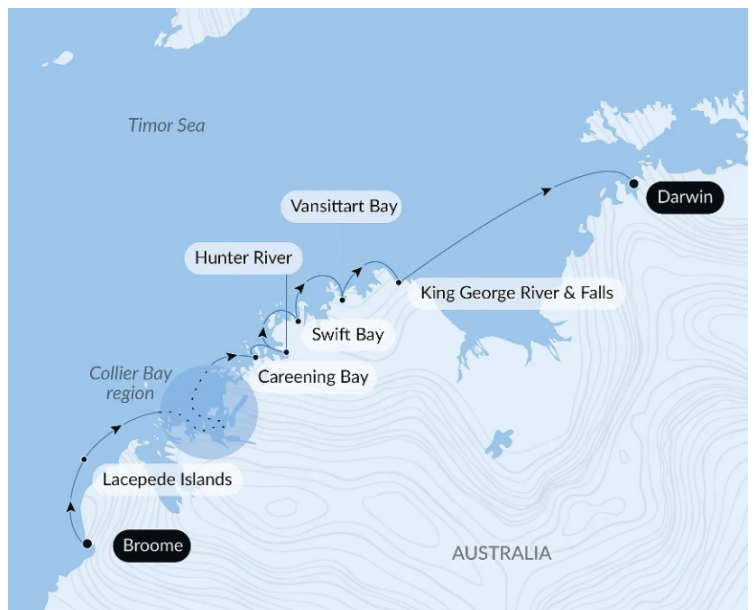 Timor Sea
Darwin
Vansittart Bay
Hunter River
King George River & Falls
Swift Bay
Careening Bay
Collier Bay
region
Lacepede Islands
Broome
AUSTRALIA